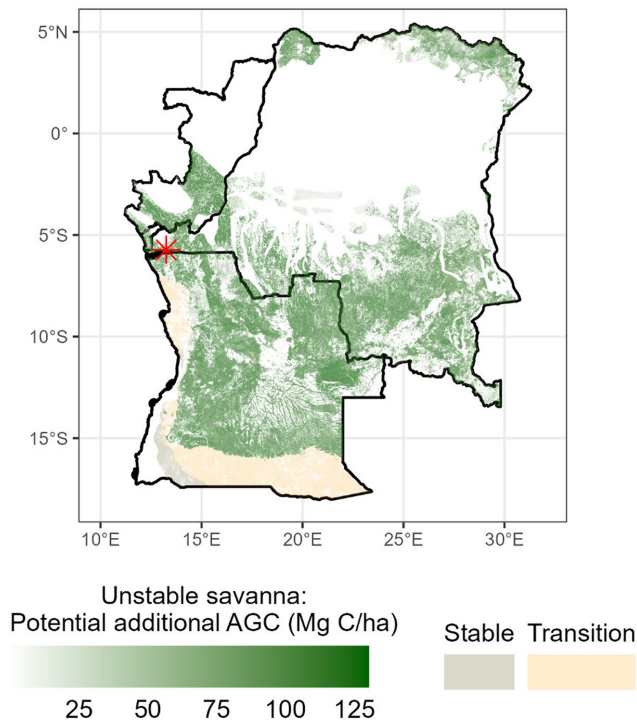 5°N
0°
5°S
10°S
15°S
10°E 15°E 20°E 25°E 30°E
Unstable savanna:
Potential additional AGC (Mg C/ha)
25 50 75 100 125
Stable Transition